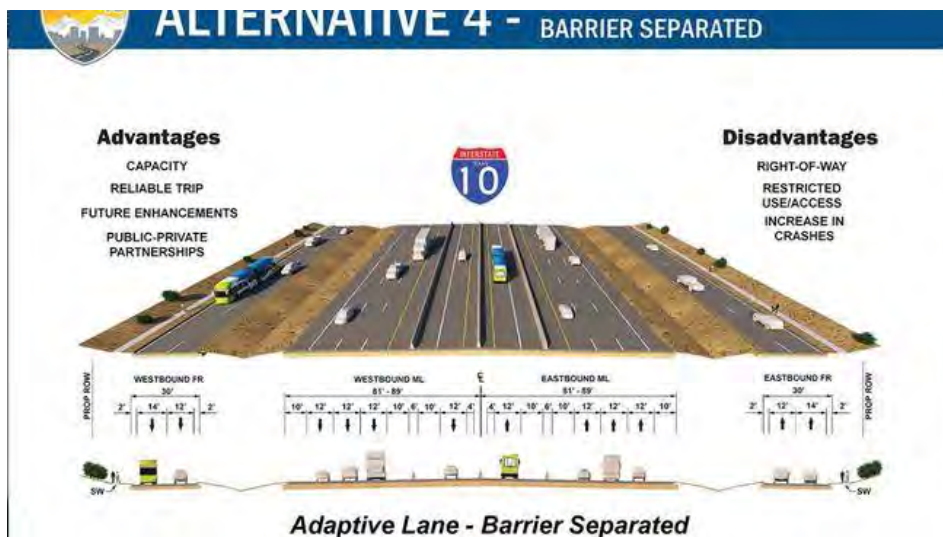 ALTERNATIVE 4 - BARRIER SEPARATED
Advantages
CAPACITY
RELIABLE TRIP
FUTURE ENHANCEMENTS
PUBLIC-PRIVATE
PARTNERSHIPS
INTERSTATE
TEXAS
10
Disadvantages
RIGHT-OF-WAY
RESTRICTED
USE/ACCESS
INCREASE IN
CRASHES
PROP ROW
WESTBOUND FR
30'
2' 14' 12' 2'
WESTBOUND ML
81' - 89'
10' 12' 12' 12' 10' 6' 10' 12' 4'
EASTBOUND ML
81' - 89'
4' 12' 10' 6' 10' 12' 12' 12' 10'
EASTBOUND FR
30'
2' 12' 14' 2'
PROP ROW
SW
SW
Adaptive Lane - Barrier Separated